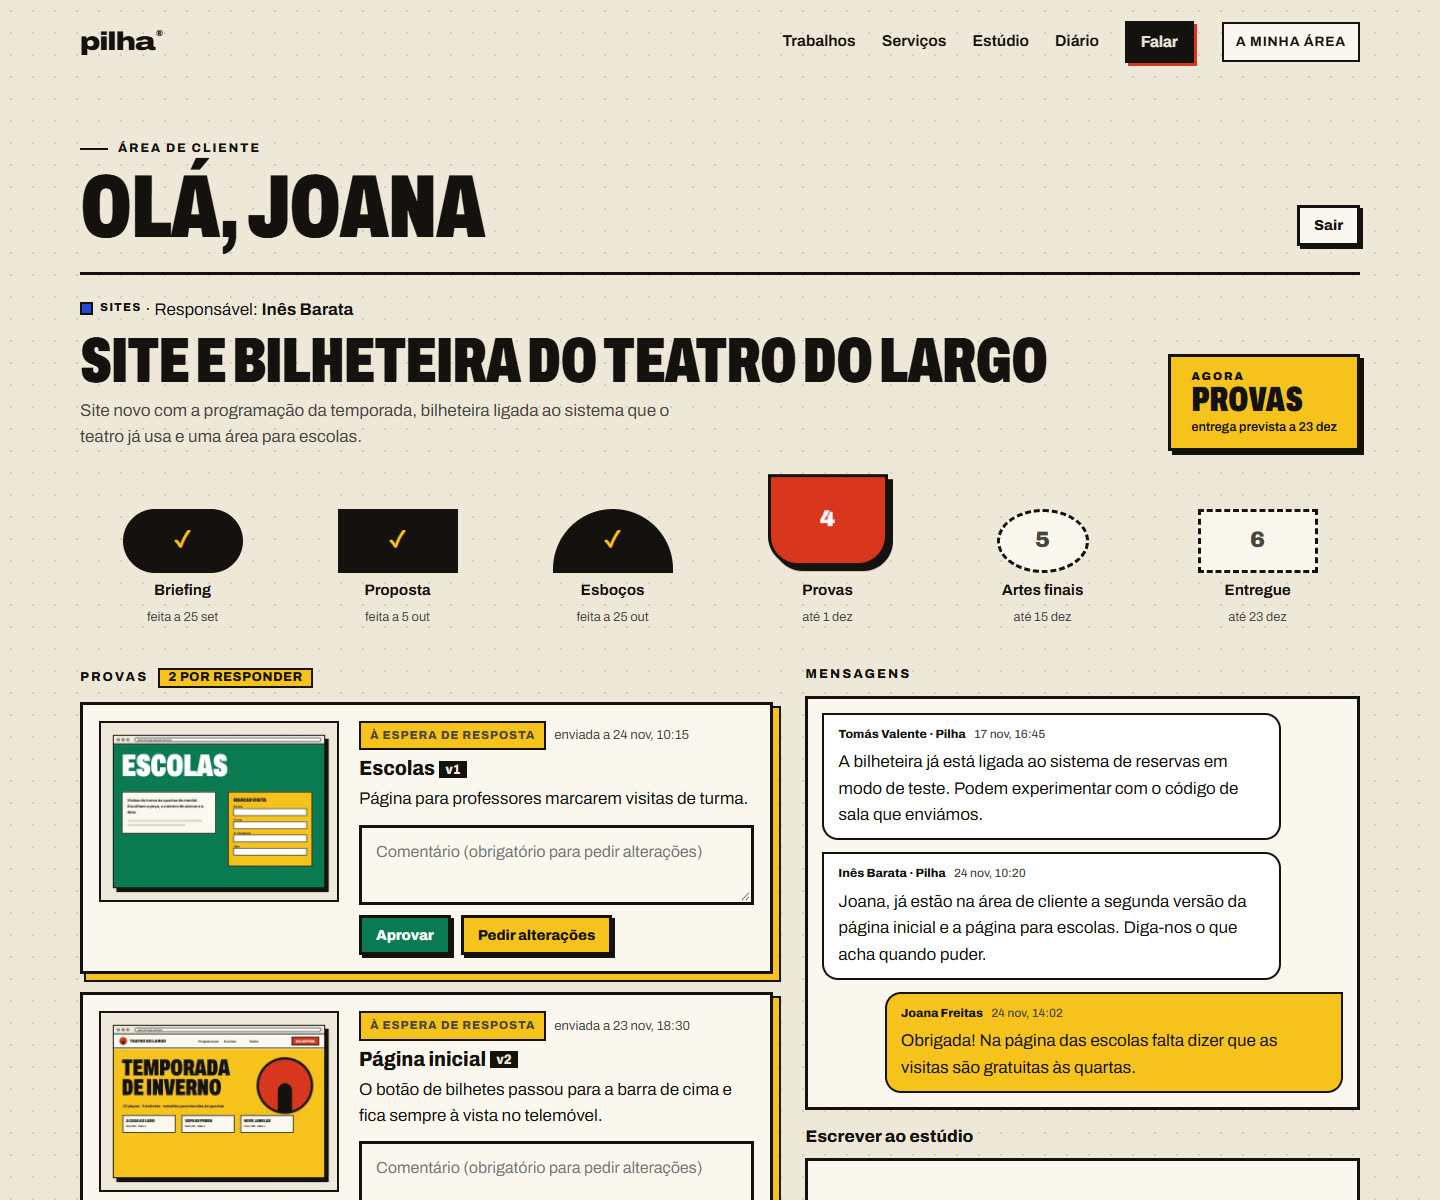 pilha®
Trabalhos Serviços Estúdio Diário Falar A MINHA ÁREA
ÁREA DE CLIENTE
OLÁ, JOANA
Sair
SITES · Responsável: Inês Barata
SITE E BILHETEIRA DO TEATRO DO LARGO
Site novo com a programação da temporada, bilheteira ligada ao sistema que o
teatro já usa e uma área para escolas.
AGORA
PROVAS
entrega prevista a 23 dez
✓ ✓ ✓ 4 5 6
Briefing Proposta Esboços Provas Artes finais Entregue
feita a 25 set feita a 5 out feita a 25 out até 1 dez até 15 dez até 23 dez
PROVAS 2 POR RESPONDER
ESCOLAS
MARCAR VISITA
À ESPERA DE RESPOSTA enviada a 24 nov, 10:15
Escolas v1
Página para professores marcarem visitas de turma.
Comentário (obrigatório para pedir alterações)
Aprovar Pedir alterações
TEATRO DO LARGO
TEMPORADA
DE INVERNO
À ESPERA DE RESPOSTA enviada a 23 nov, 18:30
Página inicial v2
O botão de bilhetes passou para a barra de cima e
fica sempre à vista no telemóvel.
Comentário (obrigatório para pedir alterações)
MENSAGENS
Tomás Valente · Pilha 17 nov, 16:45
A bilheteira já está ligada ao sistema de reservas em
modo de teste. Podem experimentar com o código de
sala que enviámos.
Inês Barata · Pilha 24 nov, 10:20
Joana, já estão na área de cliente a segunda versão da
página inicial e a página para escolas. Diga-nos o que
acha quando puder.
Joana Freitas 24 nov, 14:02
Obrigada! Na página das escolas falta dizer que as
visitas são gratuitas às quartas.
Escrever ao estúdio